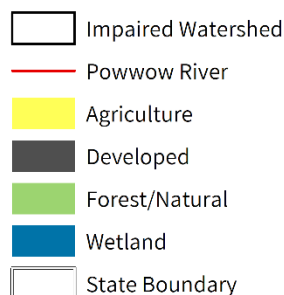 Impaired Watershed
Powwow River
Agriculture
Developed
Forest/Natural
Wetland
State Boundary